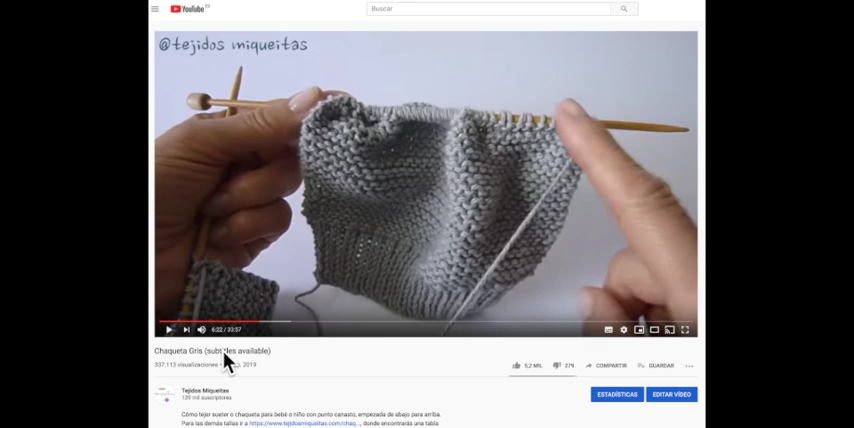 YouTube ES
Buscar
@tejidos miqueitas
6:22 / 33:57
Chaqueta Gris (subtitles available)
337.113 visualizaciones
2019
5,2 MIL
279
COMPARTIR
GUARDAR
Tejidos Miqueitas
139 mil suscriptores
ESTADÍSTICAS
EDITAR VÍDEO
Cómo tejer sueter o chaqueta para bebé o niño con punto canasto, empezada de abajo para arriba.
Para las demás tallas ir a https://www.tejidosmiqueitas.com/chaq..., donde encontrarás una tabla